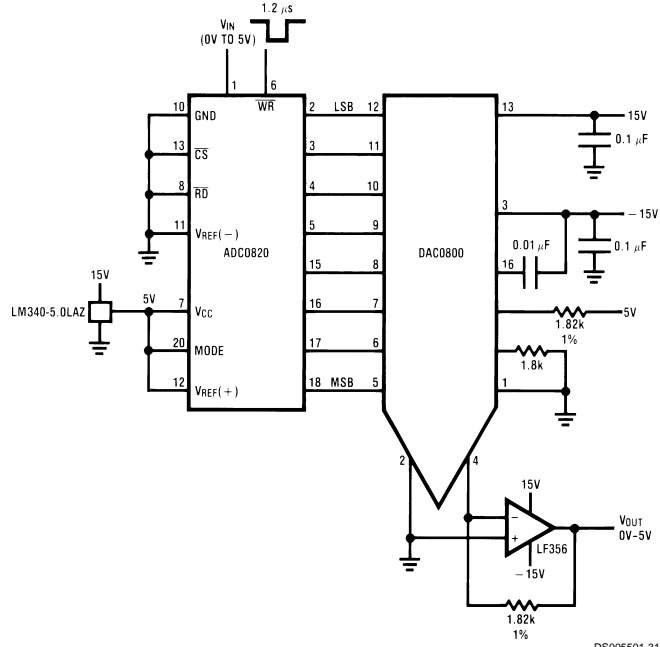 1.2 μs
VIN
(0V TO 5V)
1
6
WR
10
GND
2
LSB
12
13
15V
0.1 μF
13
CS
3
11
8
RD
4
10
3
−15V
11
VREF(−)
5
9
ADC0820
DAC0800
0.01 μF
0.1 μF
15
8
16
15V
LM340-5.0LAZ
5V
7
VCC
16
7
5V
1.82k
1%
20
MODE
17
6
1.8k
12
VREF(+)
18
MSB
5
1
2
4
15V
−
+
LF356
−15V
VOUT
0V-5V
1.82k
1%
DS005501-31